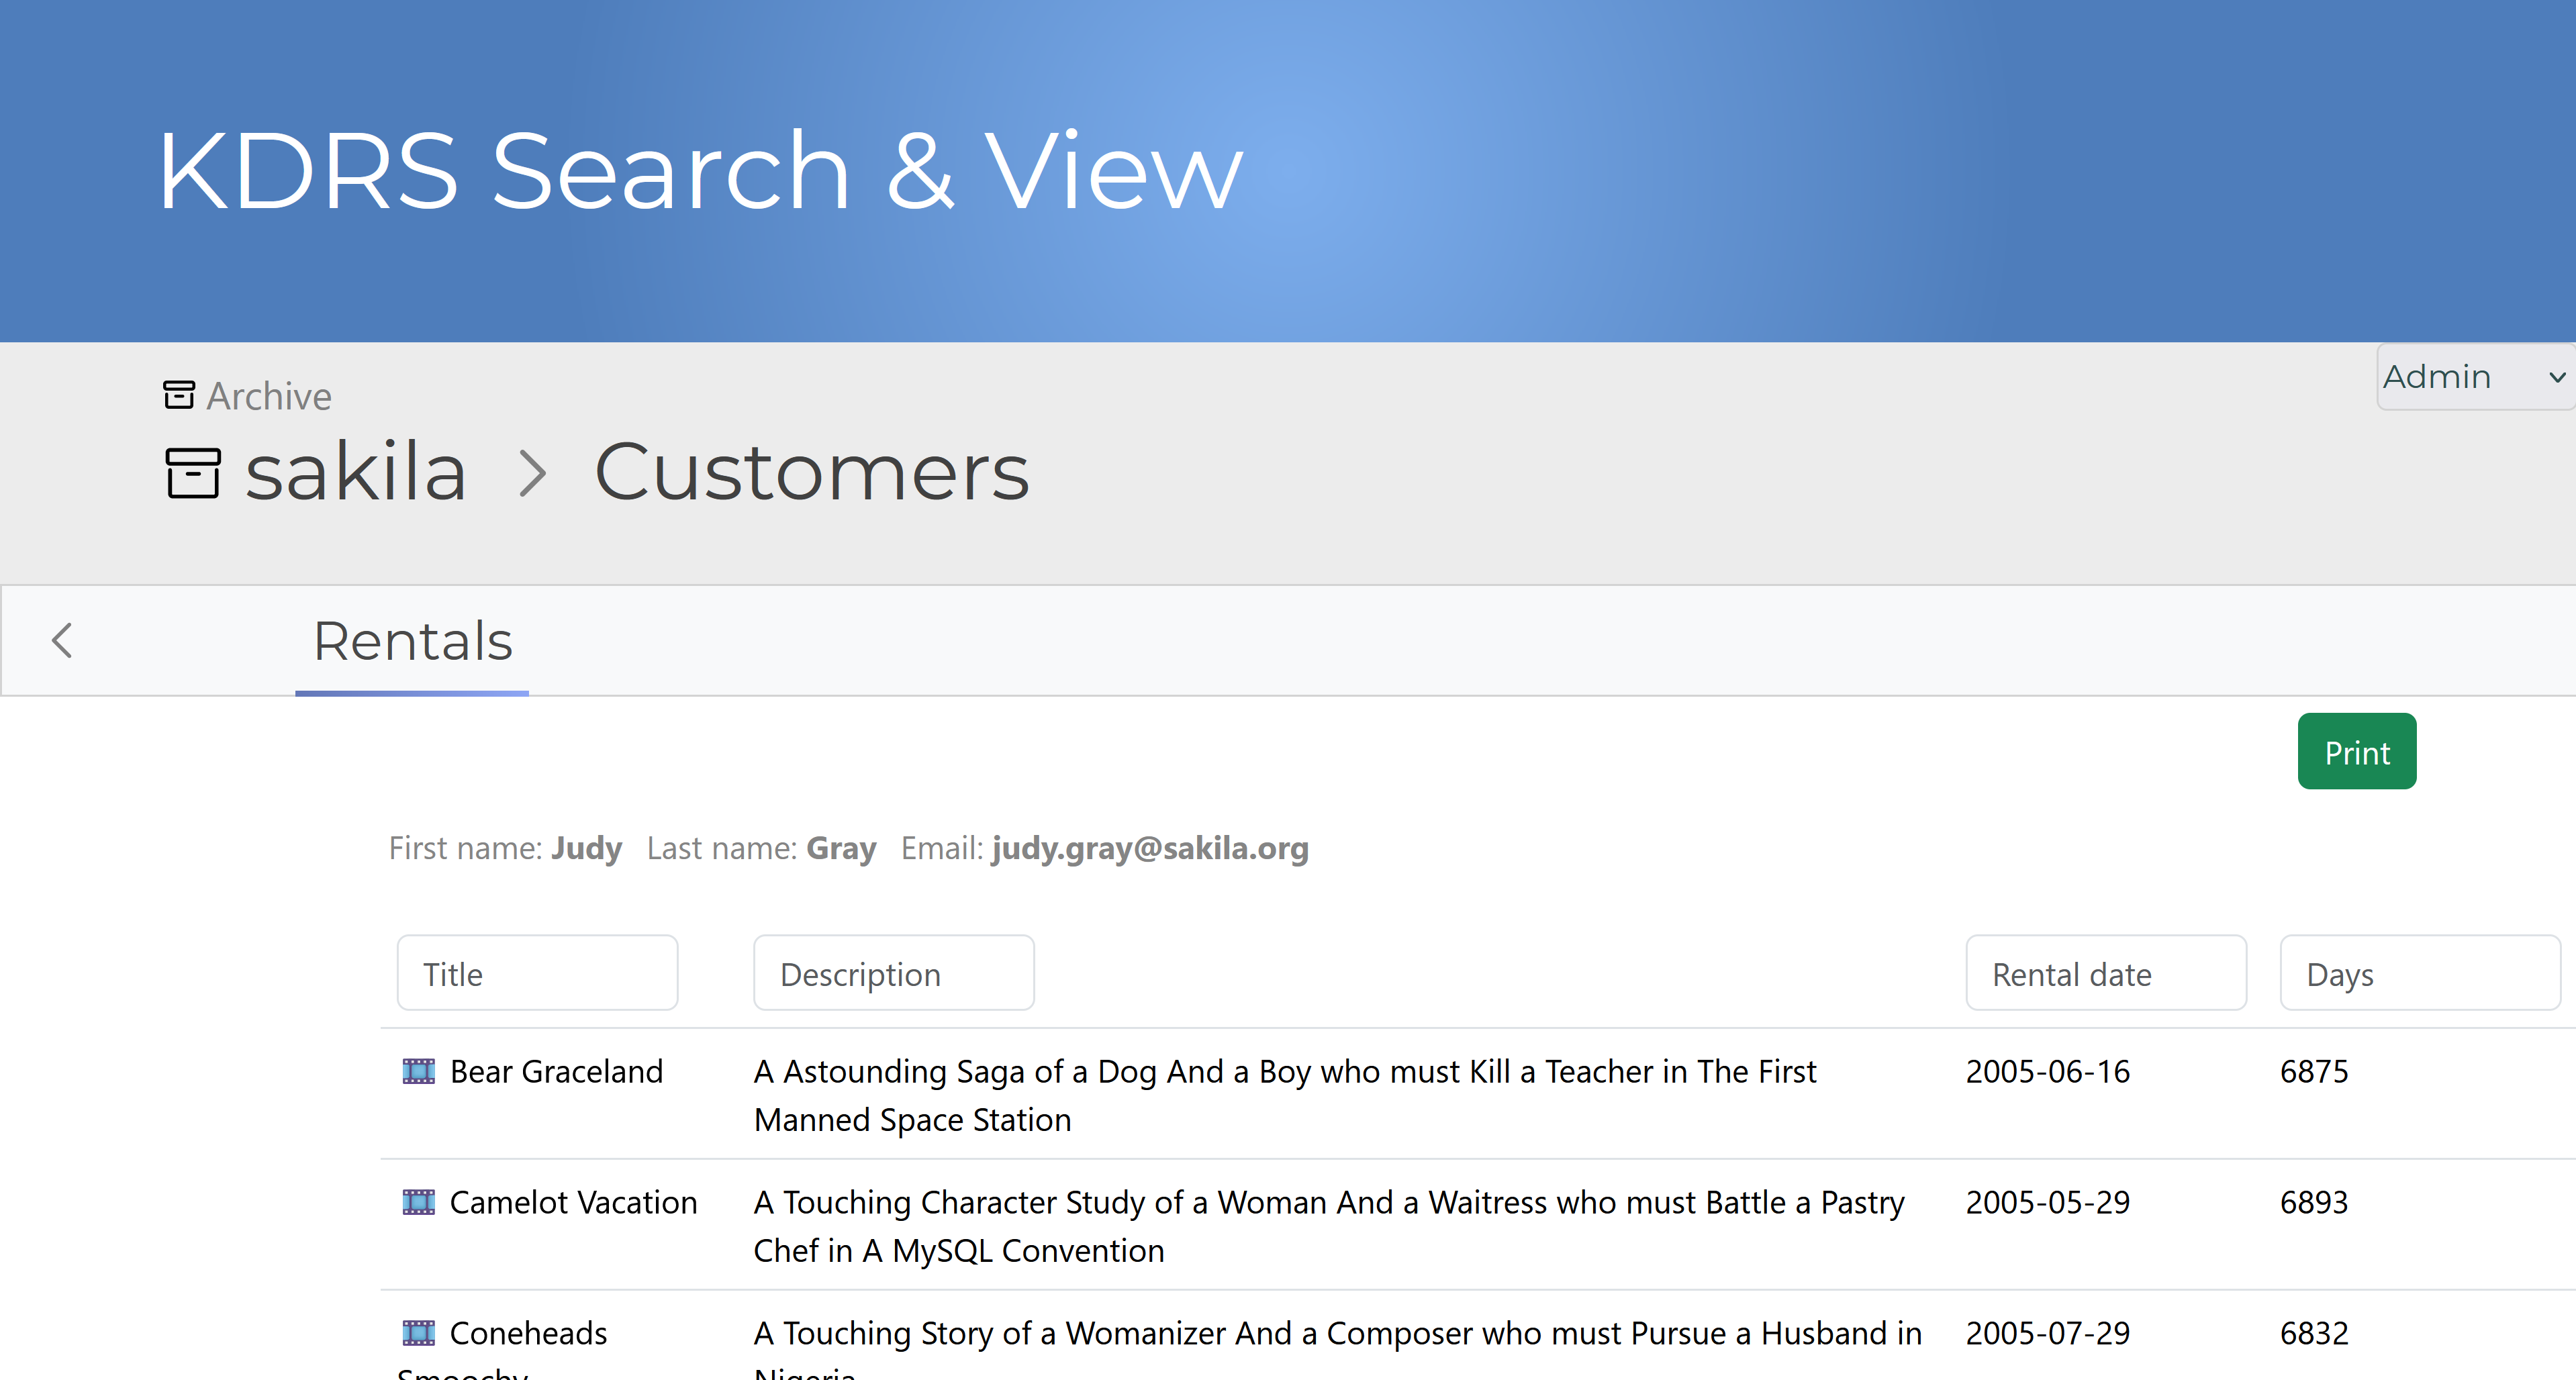 KDRS Search & View
Archive
Admin
sakila > Customers
Rentals
Print
First name: Judy Last name: Gray Email: judy.gray@sakila.org
Title Description Rental date Days
Bear Graceland A Astounding Saga of a Dog And a Boy who must Kill a Teacher in The First 2005-06-16 6875
Manned Space Station
Camelot Vacation A Touching Character Study of a Woman And a Waitress who must Battle a Pastry 2005-05-29 6893
Chef in A MySQL Convention
Coneheads A Touching Story of a Womanizer And a Composer who must Pursue a Husband in 2005-07-29 6832
Smoochy Nigeria